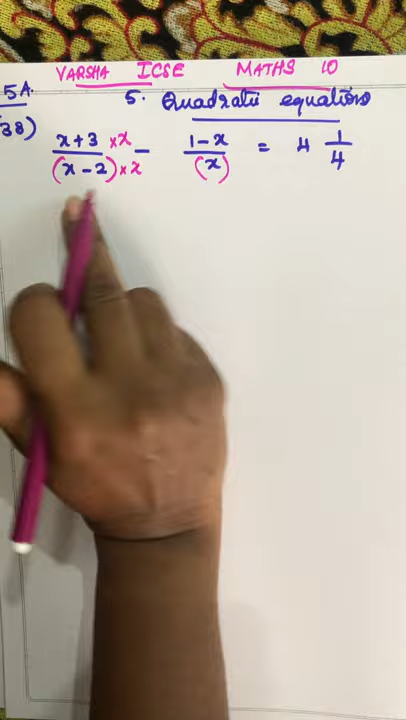 VARSHA ICSE MATHS 10
5A. 5. Quadratic equations
38) x+3 ×x / (x-2)×x - 1-x / (x) = 4 1/4